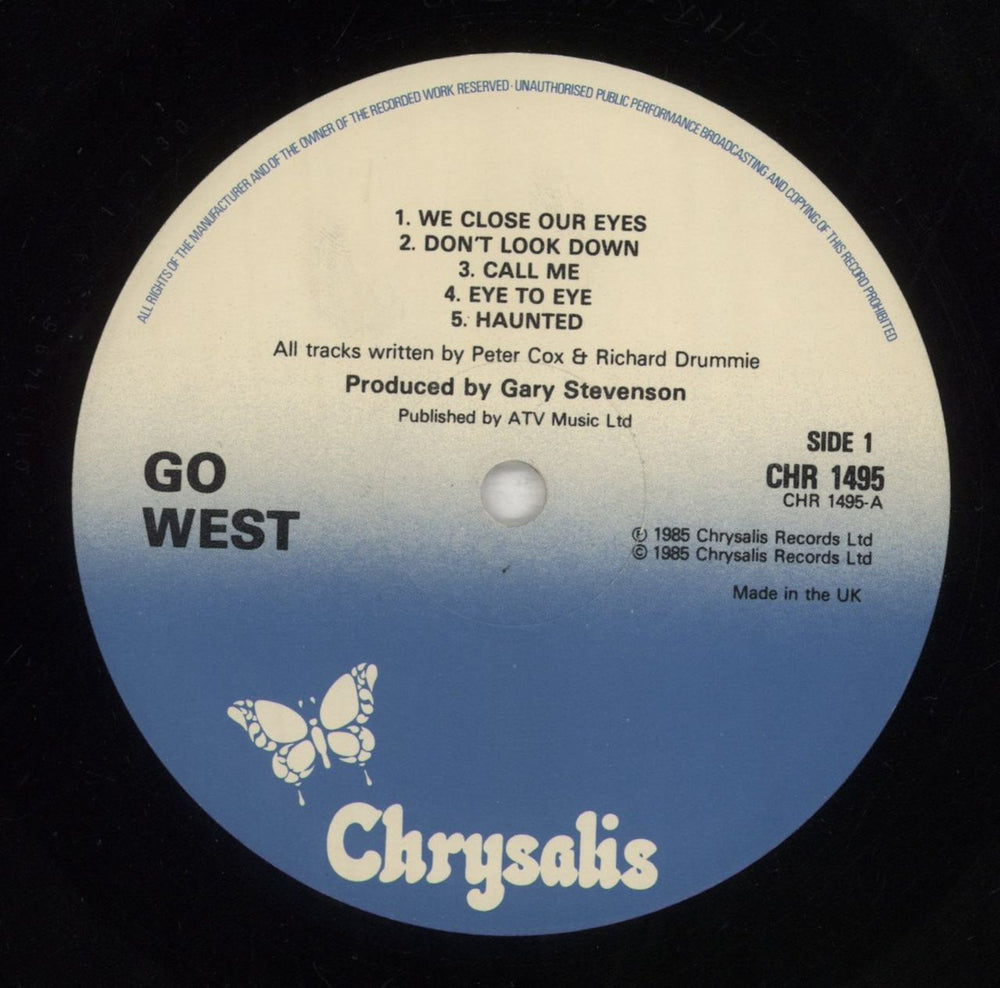 ALL RIGHTS OF THE MANUFACTURER AND OF THE OWNER OF THE RECORDED WORK RESERVED · UNAUTHORISED PUBLIC PERFORMANCE BROADCASTING AND COPYING OF THIS RECORD PROHIBITED
1. WE CLOSE OUR EYES
2. DON'T LOOK DOWN
3. CALL ME
4. EYE TO EYE
5. HAUNTED
All tracks written by Peter Cox & Richard Drummie
Produced by Gary Stevenson
Published by ATV Music Ltd
GO
WEST
SIDE 1
CHR 1495
CHR 1495-A
℗ 1985 Chrysalis Records Ltd
© 1985 Chrysalis Records Ltd
Made in the UK
Chrysalis